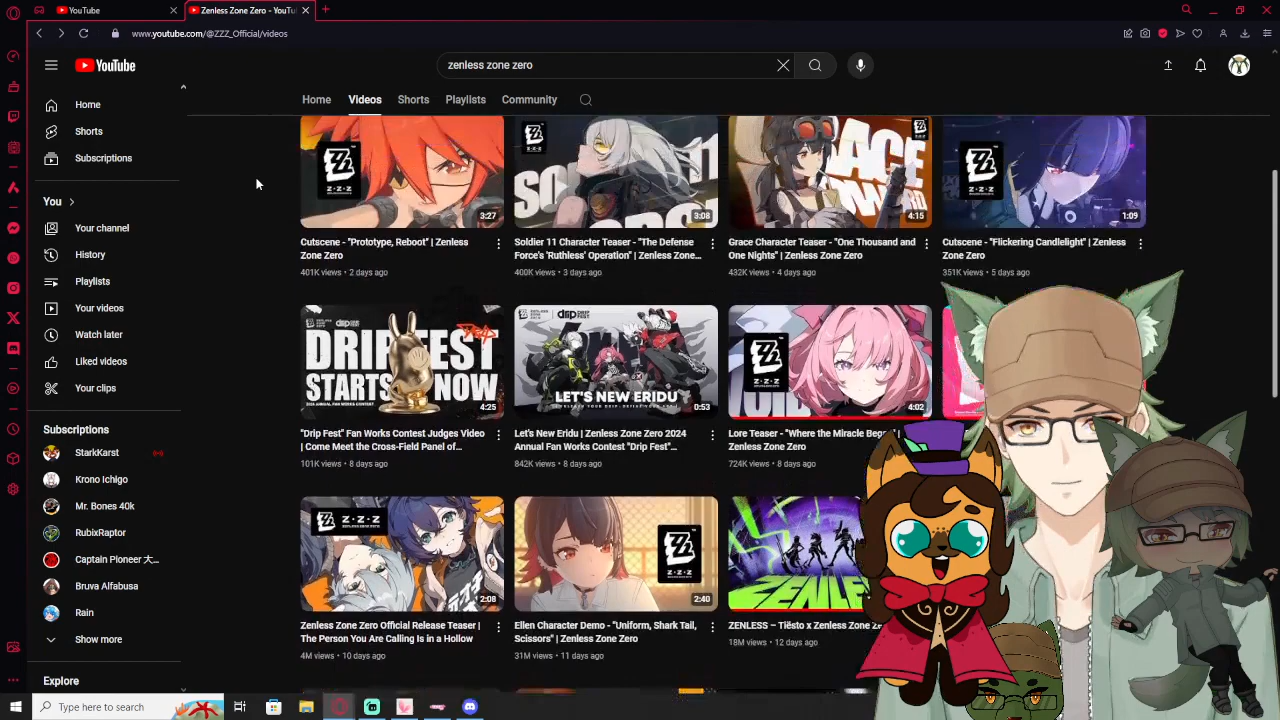 YouTube
Zenless Zone Zero - YouTu
www.youtube.com/@ZZZ_Official/videos
YouTube
zenless zone zero
Home
Videos
Shorts
Playlists
Community
Home
Shorts
Subscriptions
You
Your channel
History
Playlists
Your videos
Watch later
Liked videos
Your clips
Subscriptions
StarkKarst
Krono Ichigo
Mr. Bones 40k
RubixRaptor
Captain Pioneer 大...
Bruva Alfabusa
Rain
Show more
Explore
Z·Z·Z
3:27
Z·Z·Z
3:08
Z·Z·Z
4:15
Z·Z·Z
1:09
Cutscene - "Prototype, Reboot" | Zenless
Zone Zero
401K views • 2 days ago
Soldier 11 Character Teaser - "The Defense
Force's 'Ruthless' Operation" | Zenless Zone...
400K views • 3 days ago
Grace Character Teaser - "One Thousand and
One Nights" | Zenless Zone Zero
432K views • 4 days ago
Cutscene - "Flickering Candlelight" | Zenless
Zone Zero
351K views • 5 days ago
DRIP FEST
STARTS NOW
4:25
LET'S NEW ERIDU
0:53
Z·Z·Z
4:02
"Drip Fest" Fan Works Contest Judges Video
| Come Meet the Cross-Field Panel of...
101K views • 8 days ago
Let's New Eridu | Zenless Zone Zero 2024
Annual Fan Works Contest "Drip Fest"...
842K views • 8 days ago
Lore Teaser - "Where the Miracle Began" |
Zenless Zone Zero
724K views • 8 days
Z·Z·Z
2:08
Z·Z·Z
2:40
ZENLE
Zenless Zone Zero Official Release Teaser |
The Person You Are Calling Is in a Hollow
4M views • 10 days ago
Ellen Character Demo - "Uniform, Shark Tail,
Scissors" | Zenless Zone Zero
31M views • 11 days ago
ZENLESS – Tiësto x Zenless Zone Ze
18M views • 12 days ago
Type here to search